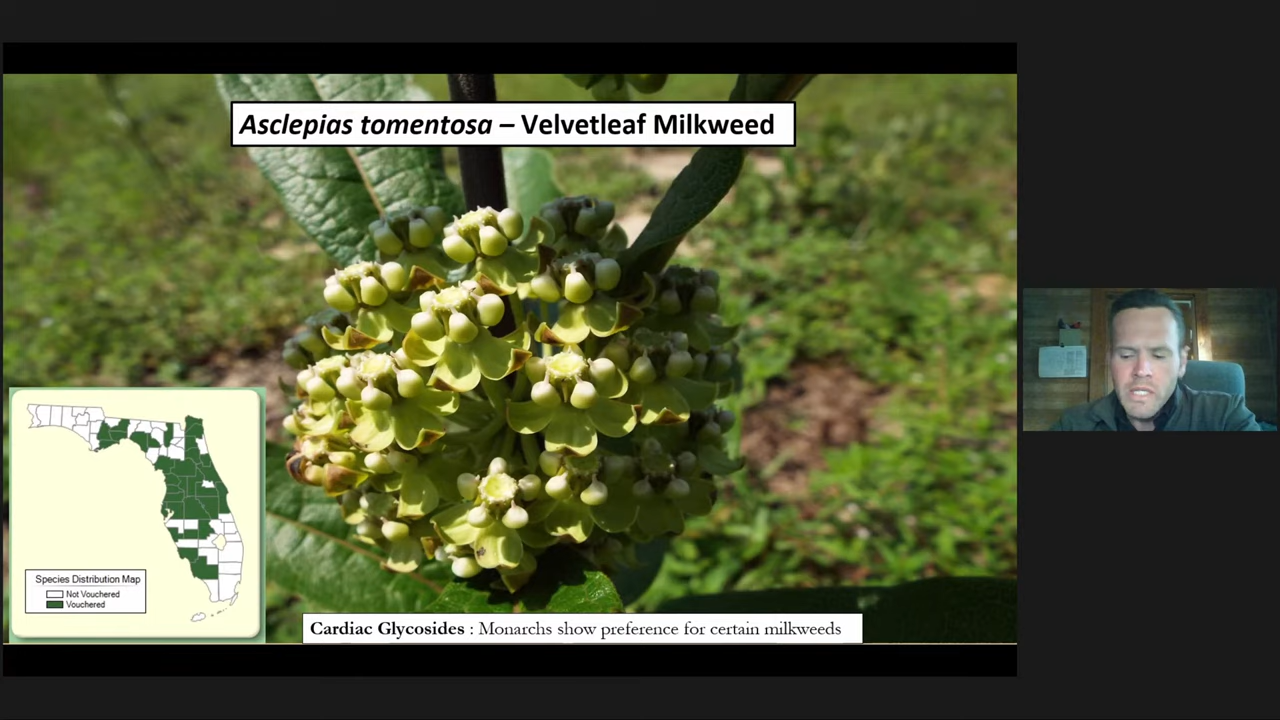 Asclepias tomentosa – Velvetleaf Milkweed
Species Distribution Map
Not Vouchered
Vouchered
Cardiac Glycosides : Monarchs show preference for certain milkweeds